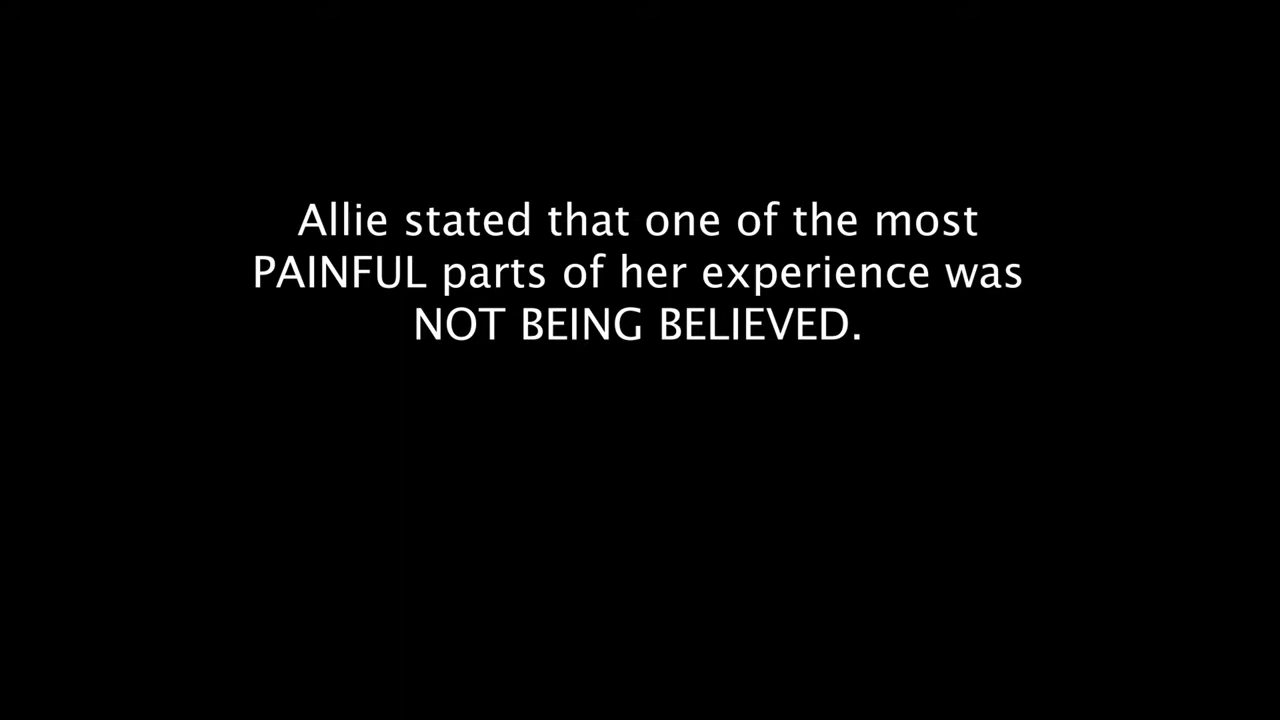 Allie stated that one of the most
PAINFUL parts of her experience was
NOT BEING BELIEVED.